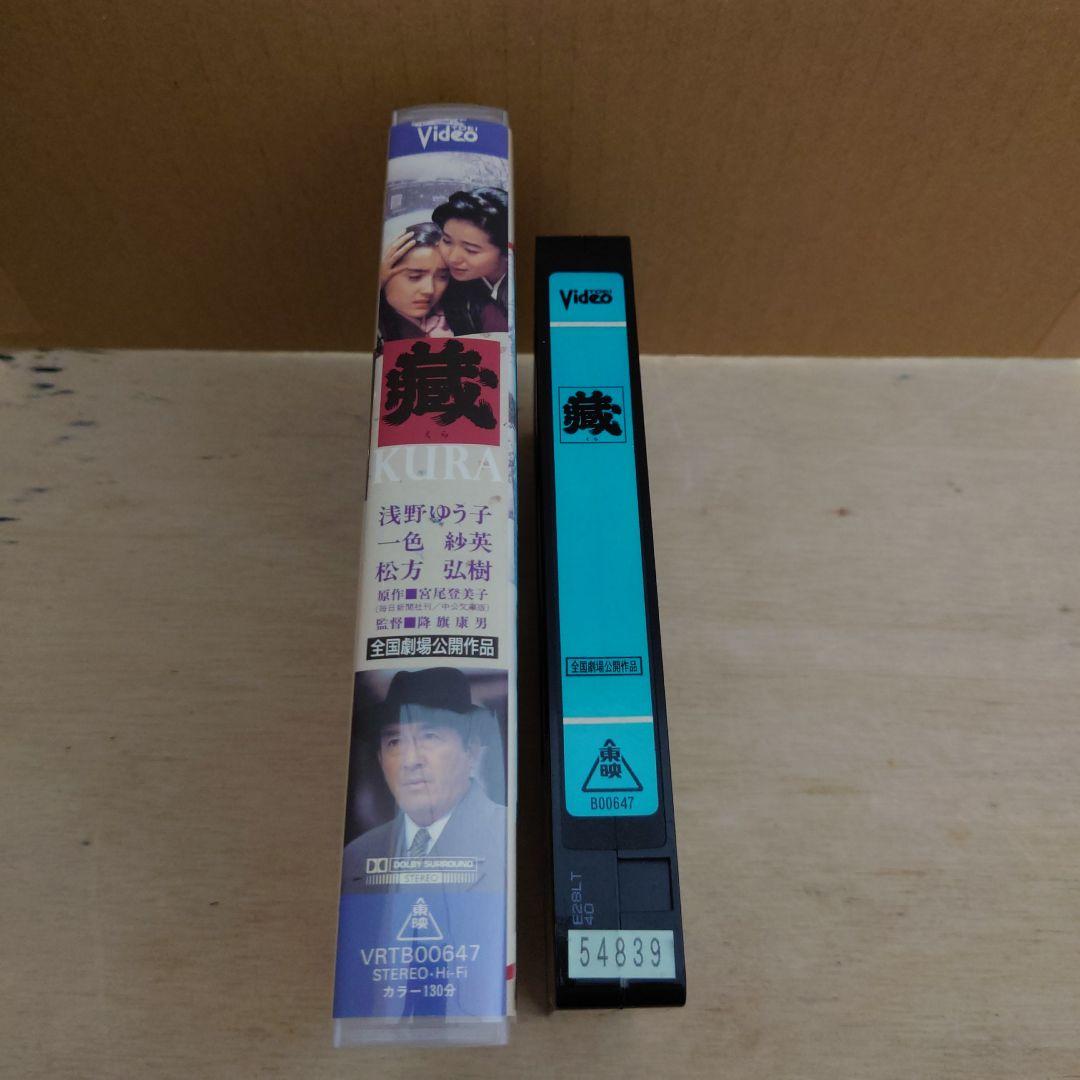 TOEI
Video
藏
くら
KURA
浅野ゆう子
一色 紗英
松方 弘樹
原作■宮尾登美子
(毎日新聞社刊/中公文庫版)
監督■降旗康男
全国劇場公開作品
DOLBY SURROUND
STEREO
東映
VRTB00647
STEREO・Hi-Fi
カラー130分
TOEI
Video
藏
くら
全国劇場公開作品
東映
B00647
E28LT
40
54839